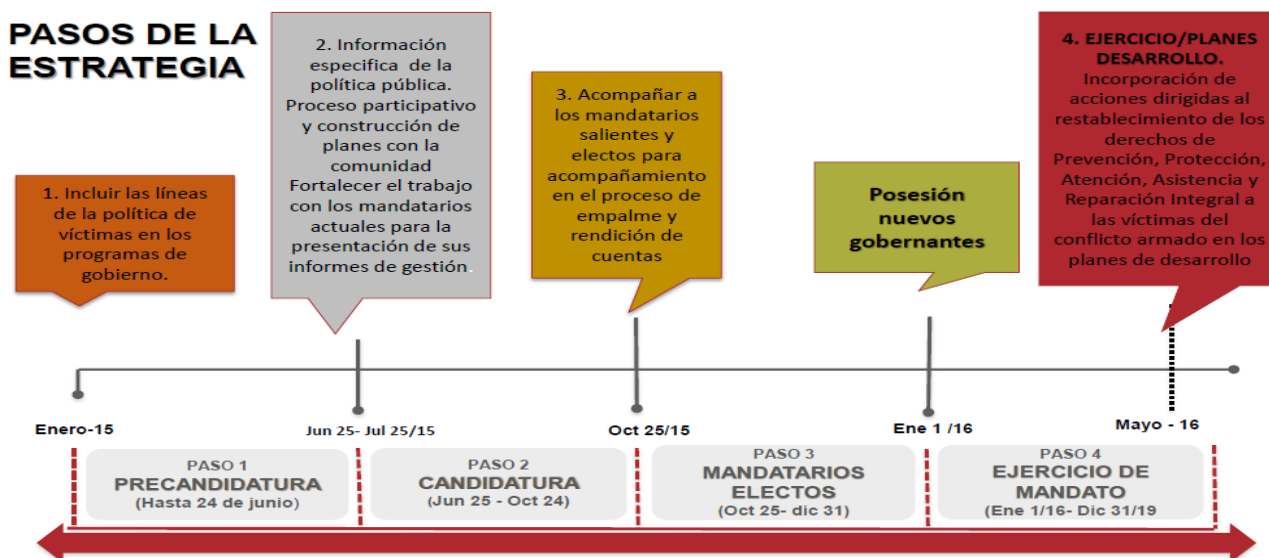 PASOS DE LA
ESTRATEGIA
1. Incluir las líneas
de la política de
víctimas en los
programas de
gobierno.
2. Información
especifica de la
política pública.
Proceso participativo
y construcción de
planes con la
comunidad
Fortalecer el trabajo
con los mandatarios
actuales para la
presentación de sus
informes de gestión.
3. Acompañar a
los mandatarios
salientes y
electos para
acompañamiento
en el proceso de
empalme y
rendición de
cuentas
Posesión
nuevos
gobernantes
4. EJERCICIO/PLANES
DESARROLLO.
Incorporación de
acciones dirigidas al
restablecimiento de los
derechos de
Prevención, Protección,
Atención, Asistencia y
Reparación Integral a
las víctimas del
conflicto armado en los
planes de desarrollo
Enero-15
Jun 25- Jul 25/15
Oct 25/15
Ene 1 /16
Mayo - 16
PASO 1
PRECANDIDATURA
(Hasta 24 de junio)
PASO 2
CANDIDATURA
(Jun 25 - Oct 24)
PASO 3
MANDATARIOS
ELECTOS
(Oct 25- dic 31)
PASO 4
EJERCICIO DE
MANDATO
(Ene 1/16- Dic 31/19